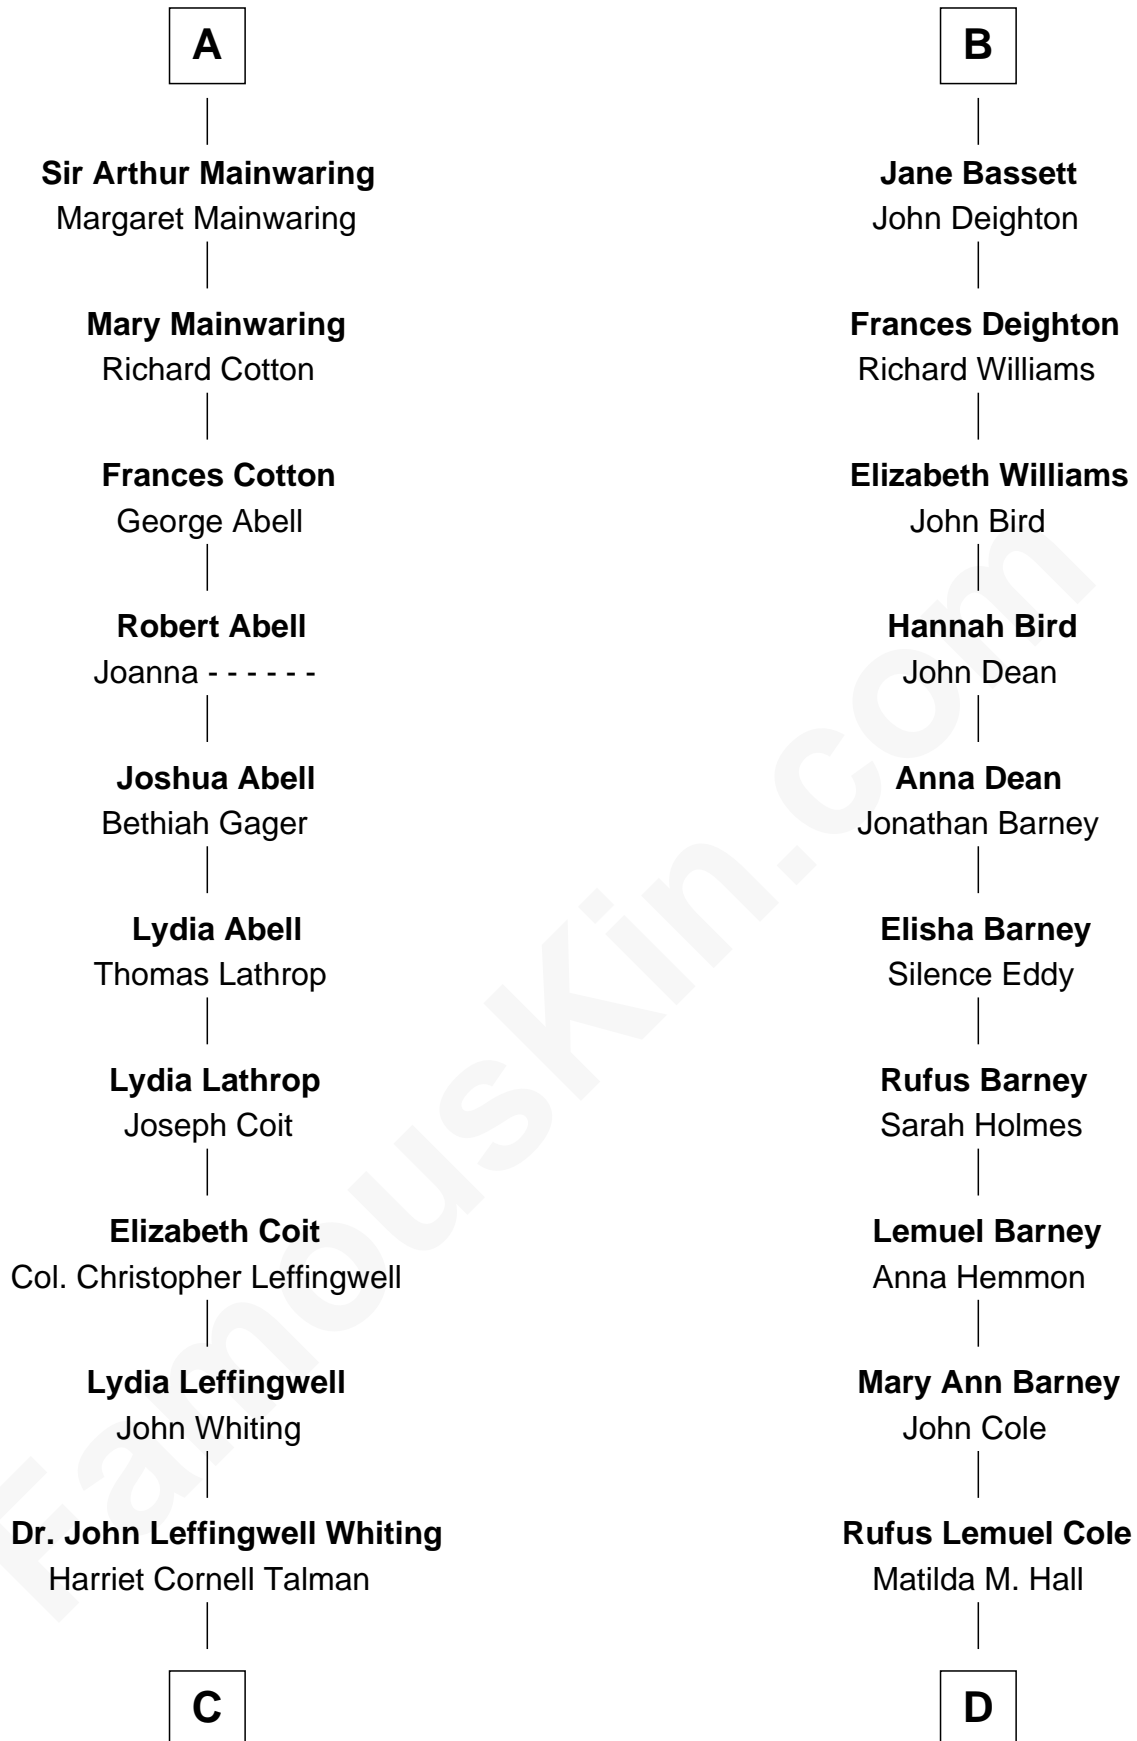 A
Sir Arthur Mainwaring
Margaret Mainwaring
Mary Mainwaring
Richard Cotton
Frances Cotton
George Abell
Robert Abell
Joanna - - - - - -
Joshua Abell
Bethiah Gager
Lydia Abell
Thomas Lathrop
Lydia Lathrop
Joseph Coit
Elizabeth Coit
Col. Christopher Leffingwell
Lydia Leffingwell
John Whiting
Dr. John Leffingwell Whiting
Harriet Cornell Talman
C
B
Jane Bassett
John Deighton
Frances Deighton
Richard Williams
Elizabeth Williams
John Bird
Hannah Bird
John Dean
Anna Dean
Jonathan Barney
Elisha Barney
Silence Eddy
Rufus Barney
Sarah Holmes
Lemuel Barney
Anna Hemmon
Mary Ann Barney
John Cole
Rufus Lemuel Cole
Matilda M. Hall
D
FamousKin.com